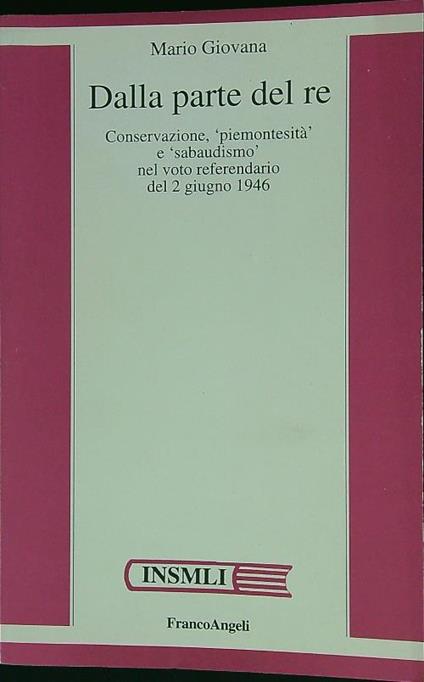 Mario Giovana
Dalla parte del re
Conservazione, ‘piemontesità’
e ‘sabaudismo’
nel voto referendario
del 2 giugno 1946
INSMLI
FrancoAngeli